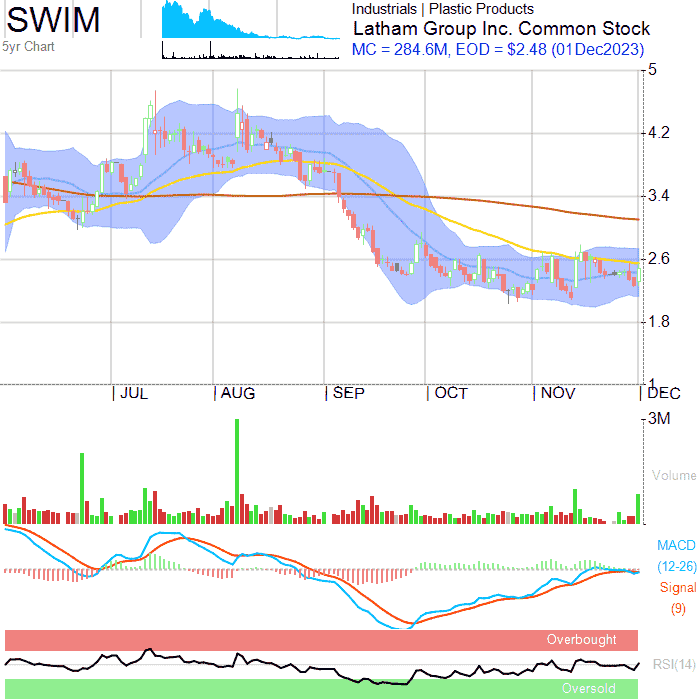 SWIM
5yr Chart
Industrials | Plastic Products
Latham Group Inc. Common Stock
MC = 284.6M, EOD = $2.48 (01Dec2023)
5
4.2
3.4
2.6
1.8
1
JUL AUG SEP OCT NOV DEC
3M
Volume
MACD
(12-26)
Signal
(9)
Overbought
RSI(14)
Oversold